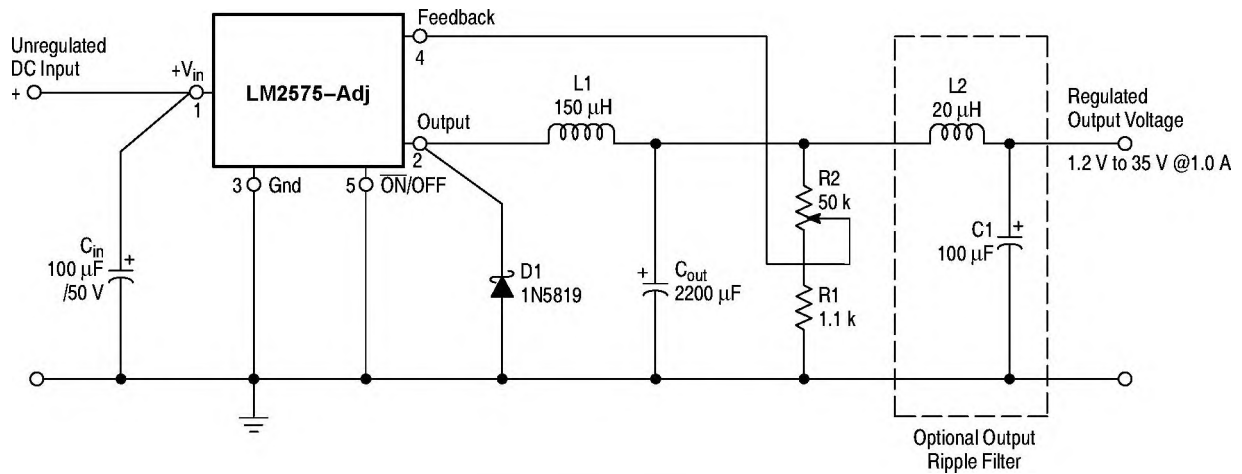 Unregulated
DC Input
+
+Vin
1
LM2575–Adj
Feedback
4
Output
2
3
Gnd
5
ON/OFF
L1
150 μH
L2
20 μH
Regulated
Output Voltage
1.2 V to 35 V @1.0 A
R2
50 k
Cin
100 μF
/50 V
+
D1
1N5819
+
Cout
2200 μF
R1
1.1 k
C1
100 μF
+
Optional Output
Ripple Filter